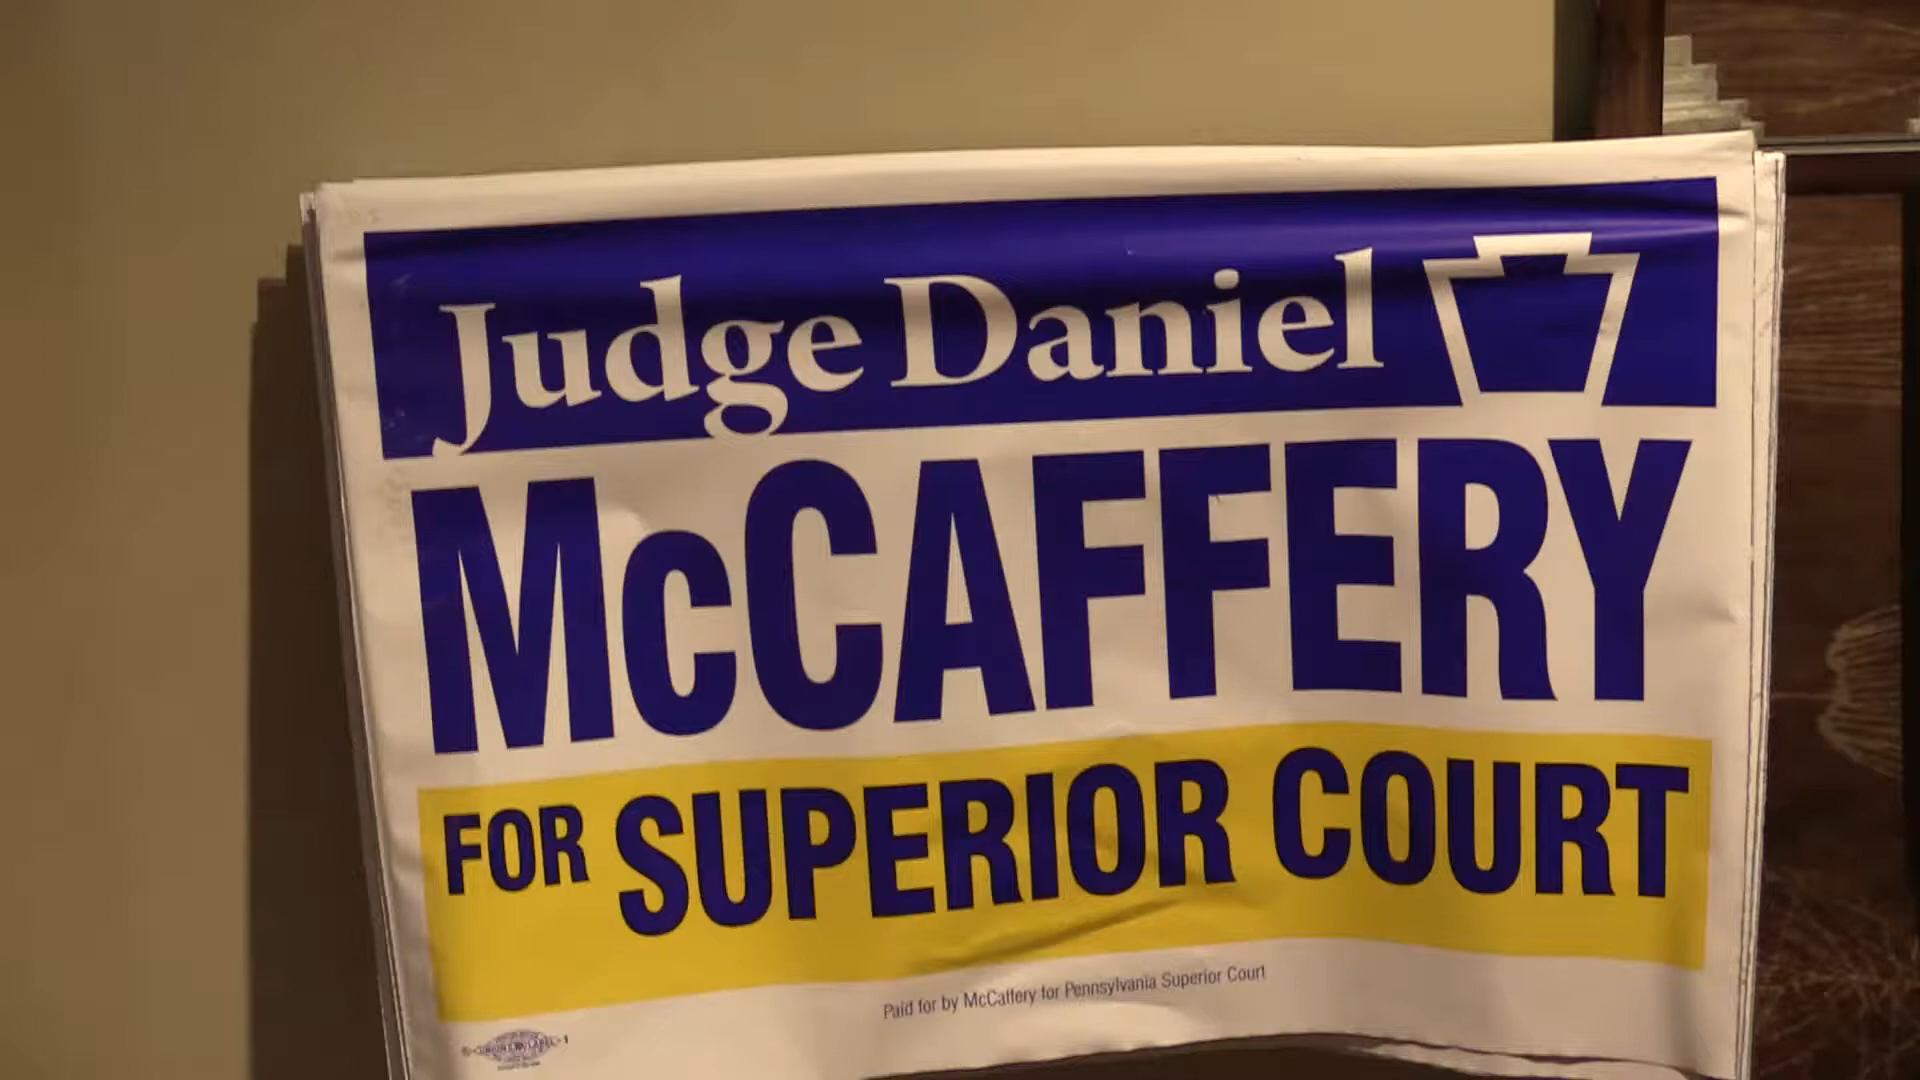 Judge Daniel
McCAFFERY
FOR SUPERIOR COURT
Paid for by McCaffery for Pennsylvania Superior Court